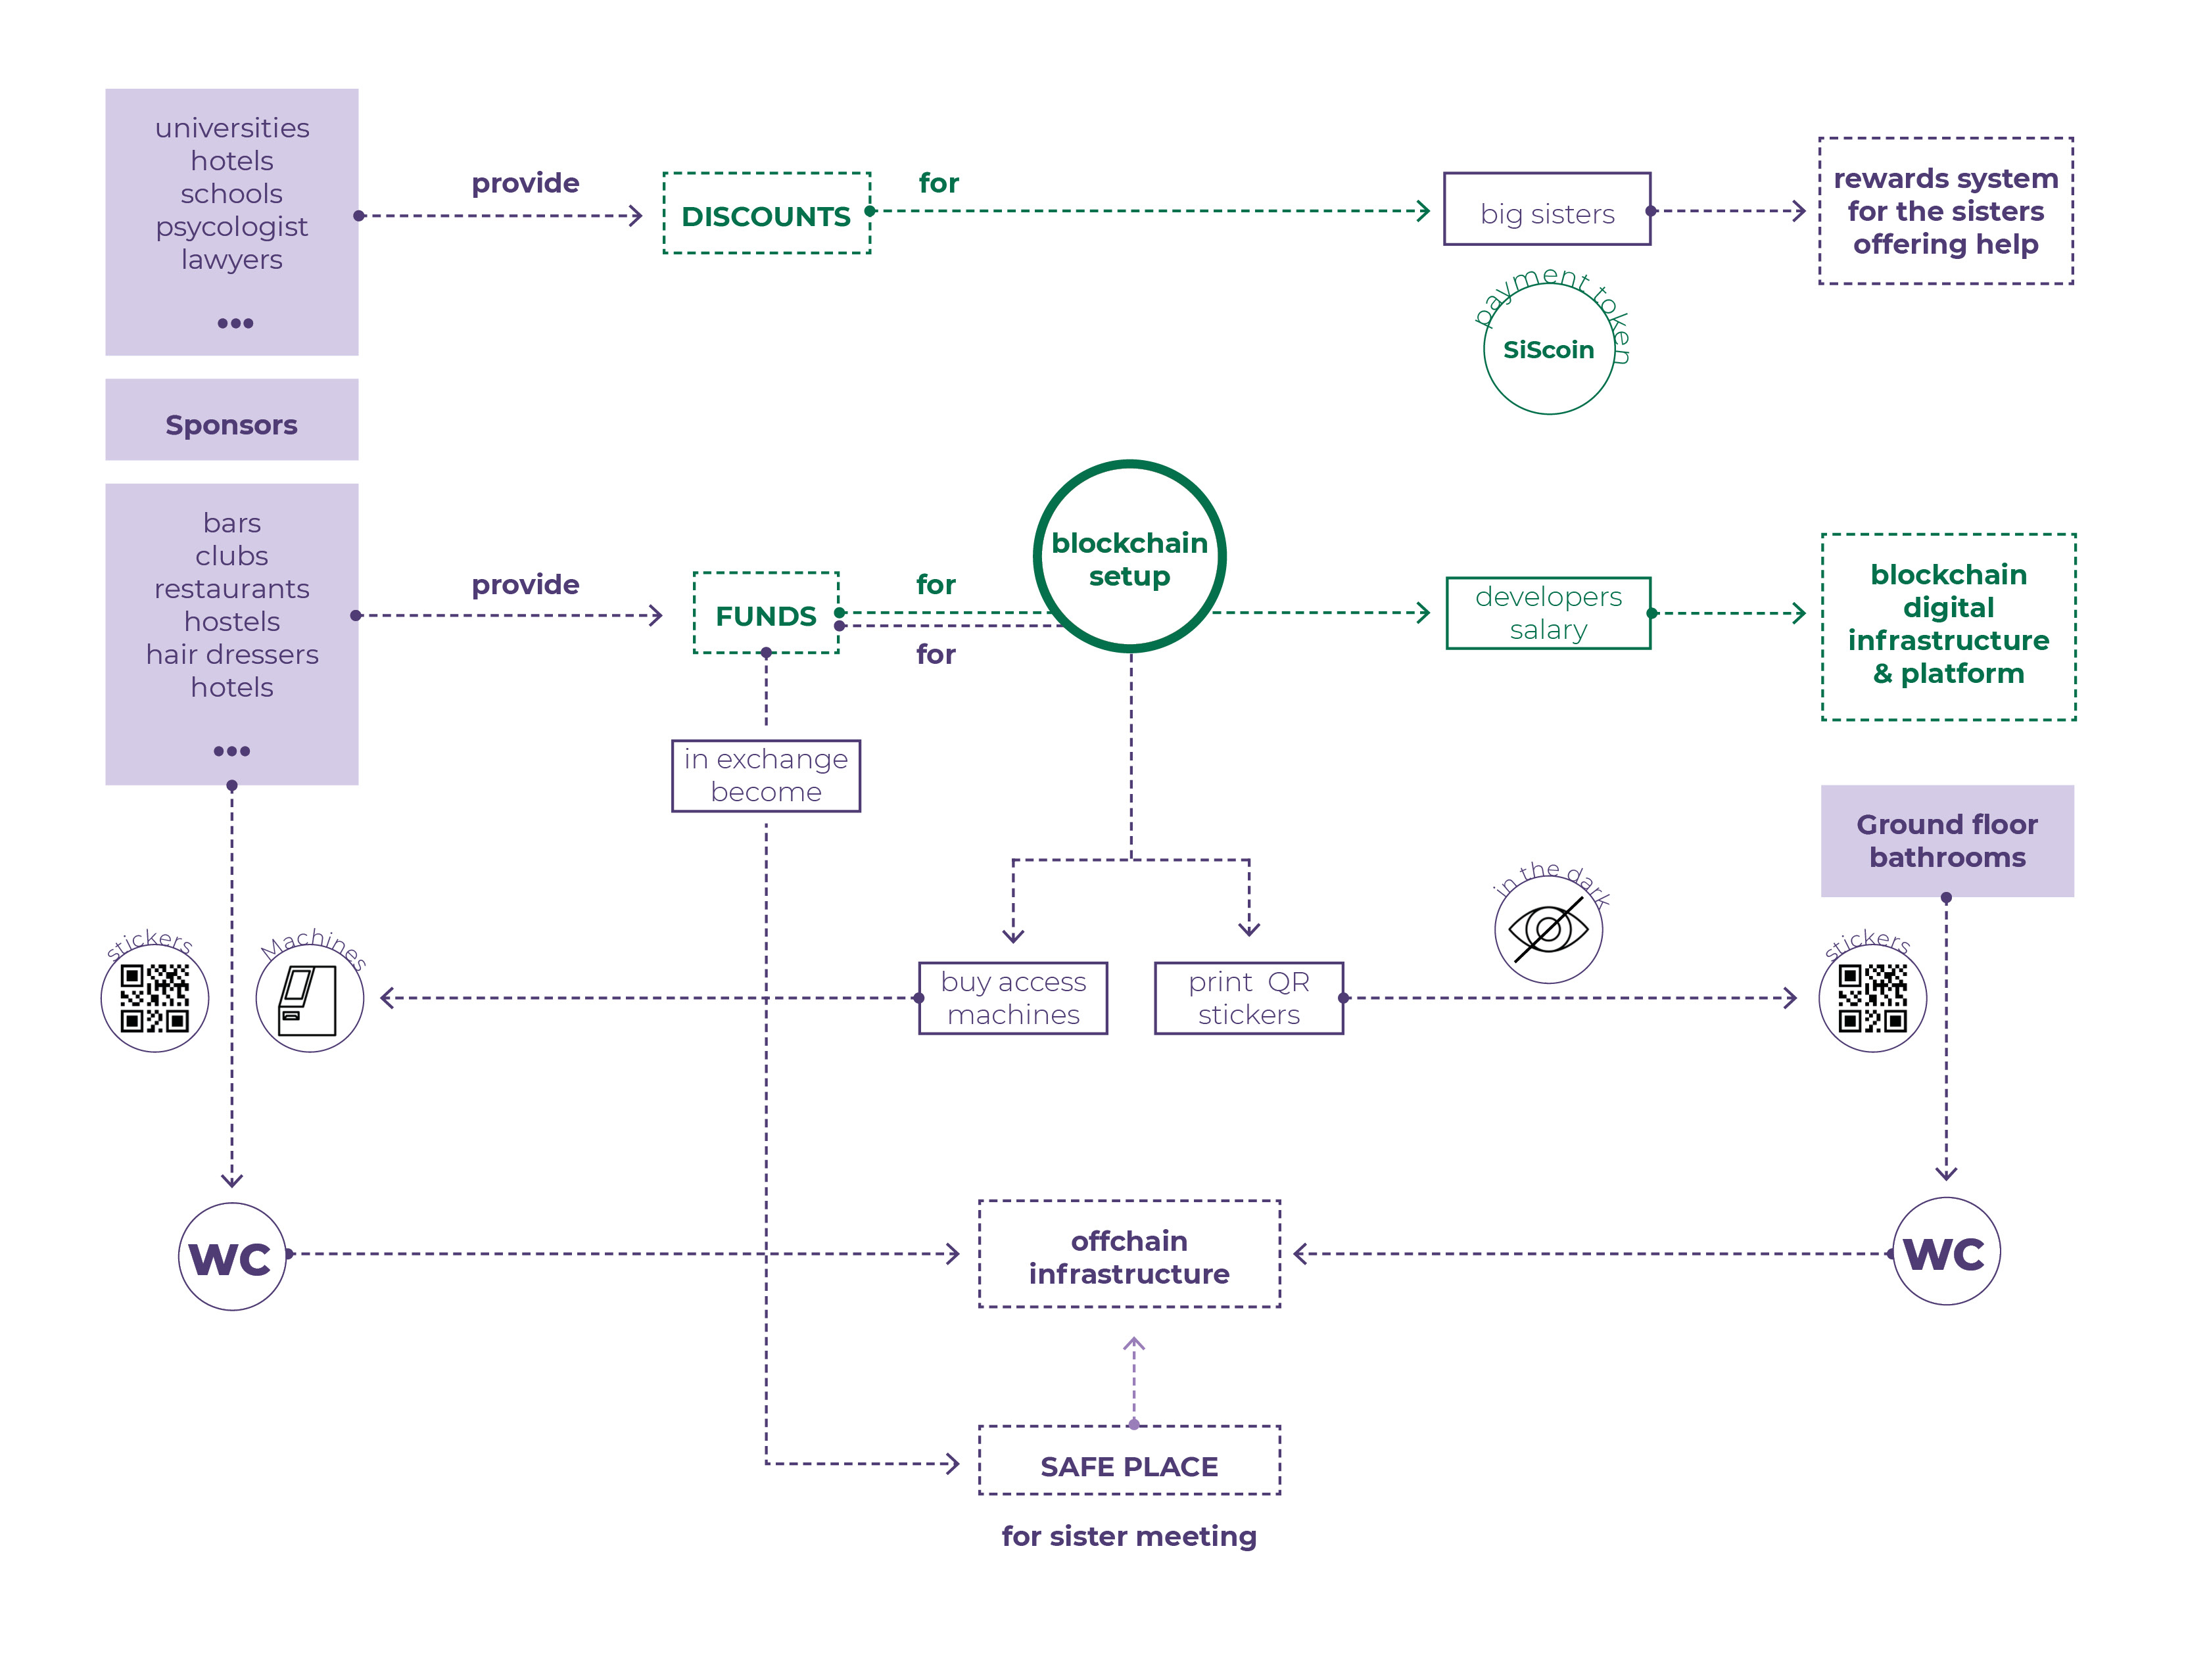 universities
hotels
schools
psycologist
lawyers
•••
provide
DISCOUNTS
for
big sisters
rewards system
for the sisters
offering help
payment token
SiScoin
Sponsors
bars
clubs
restaurants
hostels
hair dressers
hotels
•••
provide
FUNDS
for
for
blockchain
setup
developers
salary
blockchain
digital
infrastructure
& platform
in exchange
become
Ground floor
bathrooms
stickers
Machines
buy access
machines
print QR
stickers
in the dark
stickers
WC
offchain
infrastructure
WC
SAFE PLACE
for sister meeting